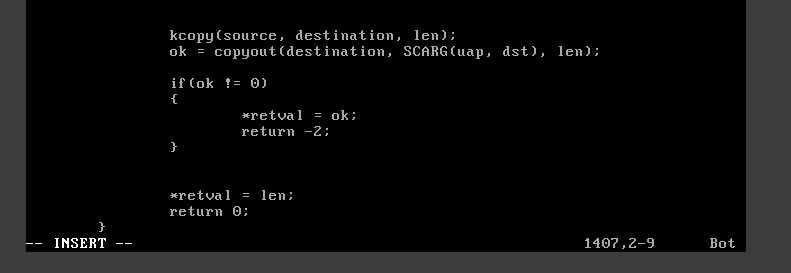 kcopy(source, destination, len);
ok = copyout(destination, SCARG(uap, dst), len);
if(ok != 0)
{
*retval = ok;
return -2;
}
*retval = len;
return 0;
}
-- INSERT -- 1407,2-9 Bot